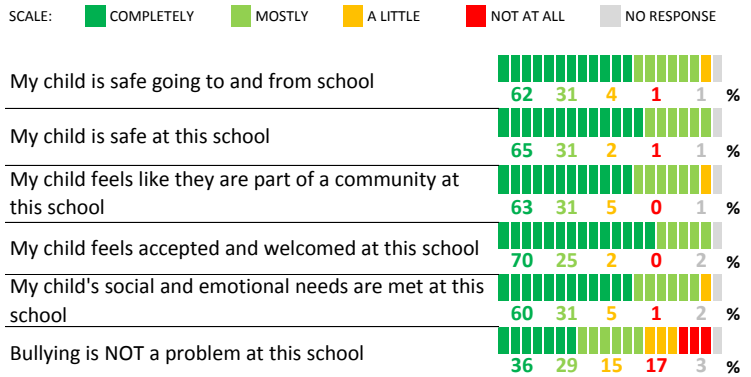 SCALE: COMPLETELY MOSTLY A LITTLE NOT AT ALL NO RESPONSE
My child is safe going to and from school
62 31 4 1 1 %
My child is safe at this school
65 31 2 1 1 %
My child feels like they are part of a community at
this school
63 31 5 0 1 %
My child feels accepted and welcomed at this school
70 25 2 0 2 %
My child's social and emotional needs are met at this
school
60 31 5 1 2 %
Bullying is NOT a problem at this school
36 29 15 17 3 %